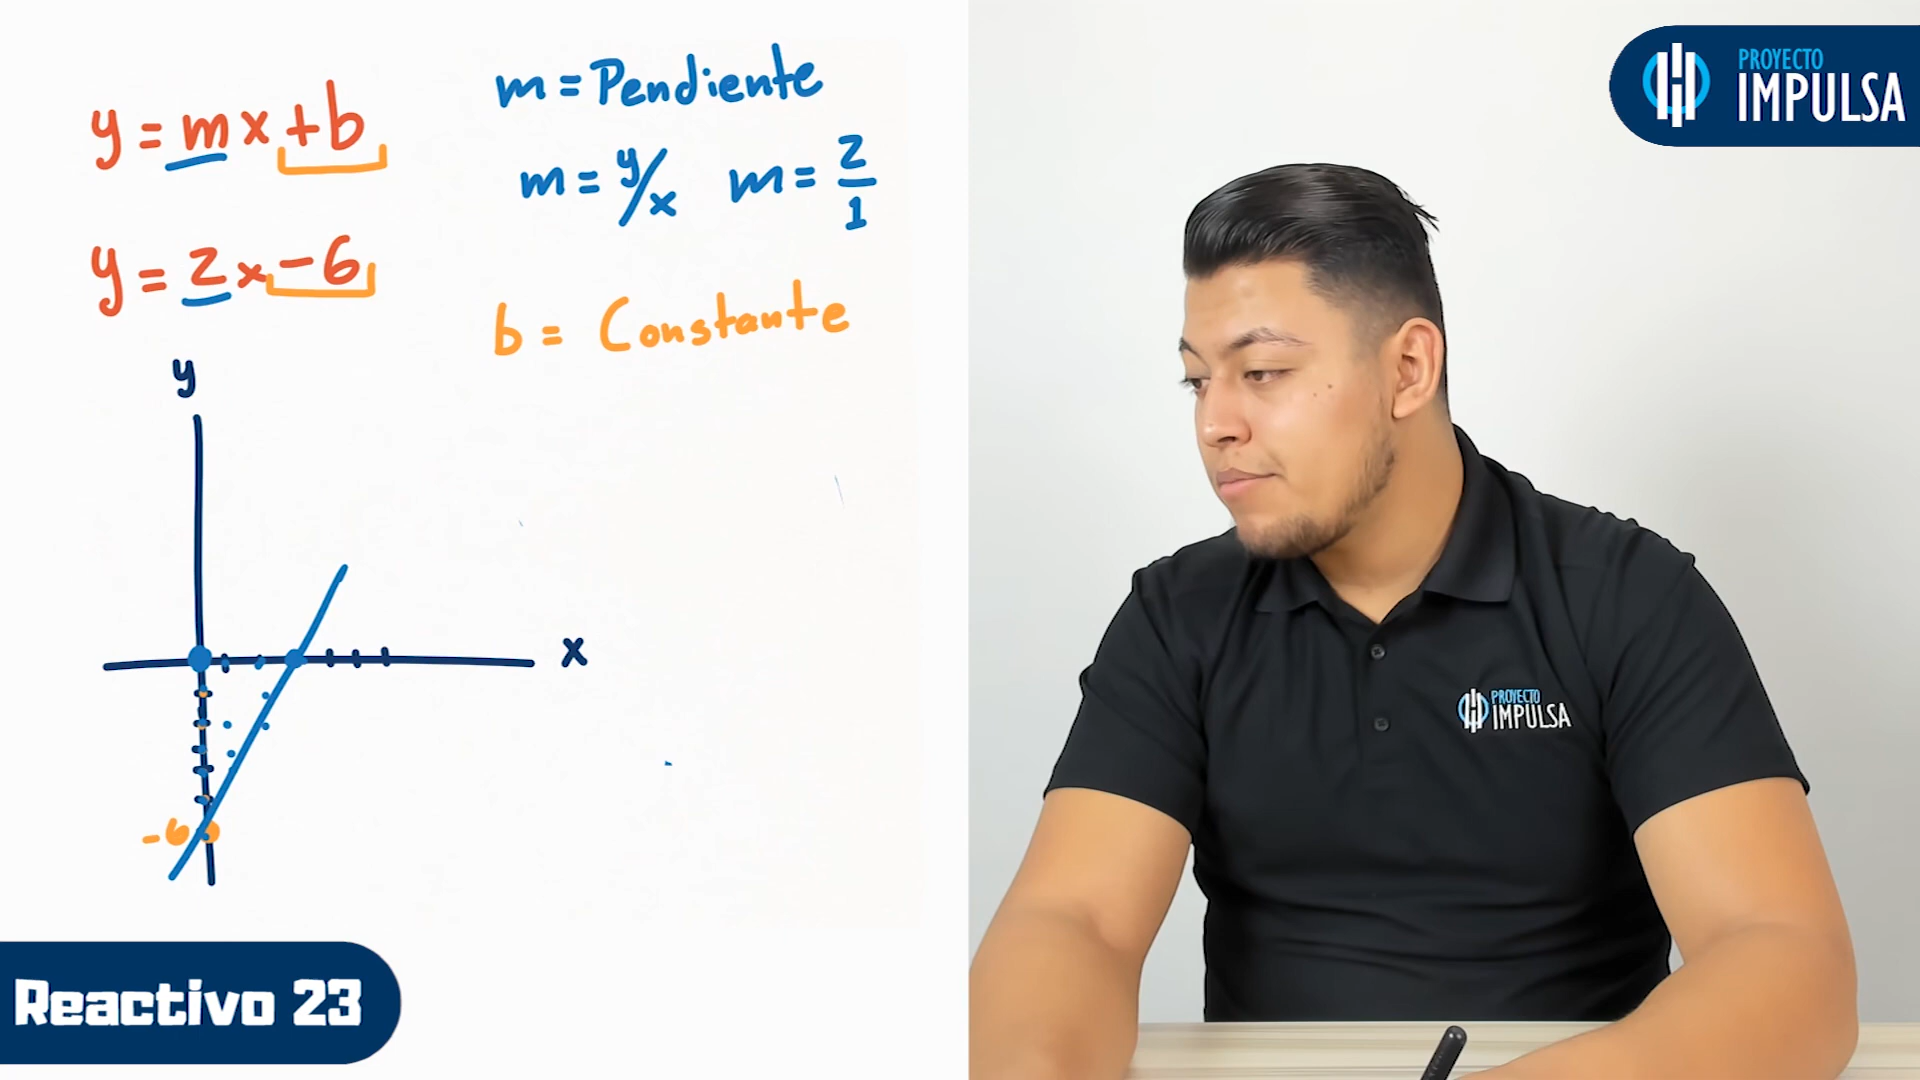 y = mx + b
y = 2x - 6
m = Pendiente
m = y/x m = 2/1
b = Constante
y
x
-6
Reactivo 23
PROYECTO
IMPULSA
PROYECTO
IMPULSA